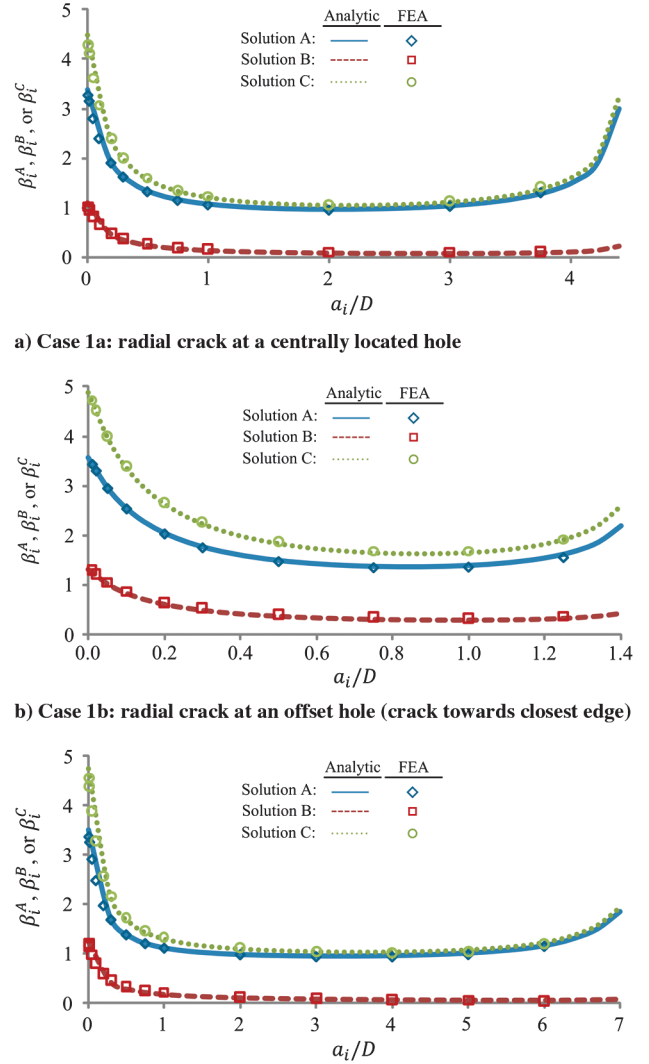 Analytic FEA
Solution A:
Solution B:
Solution C:
5
4
3
2
1
0
β_i^A, β_i^B, or β_i^C
0 1 2 3 4
a_i/D
a) Case 1a: radial crack at a centrally located hole
Analytic FEA
Solution A:
Solution B:
Solution C:
5
4
3
2
1
0
β_i^A, β_i^B, or β_i^C
0.0 0.2 0.4 0.6 0.8 1.0 1.2 1.4
a_i/D
b) Case 1b: radial crack at an offset hole (crack towards closest edge)
Analytic FEA
Solution A:
Solution B:
Solution C:
5
4
3
2
1
0
β_i^A, β_i^B, or β_i^C
0 1 2 3 4 5 6 7
a_i/D